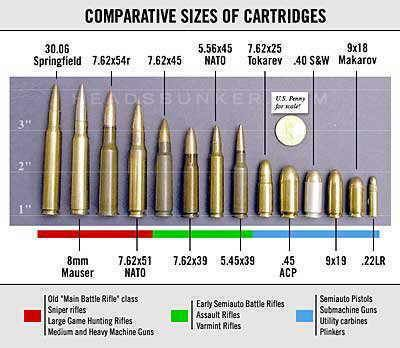 COMPARATIVE SIZES OF CARTRIDGES
30.06
Springfield
7.62x54r
7.62x45
5.56x45
NATO
7.62x25
Tokarev
.40 S&W
9x18
Makarov
U.S. Penny
for scale!
3"
2"
1"
8mm
Mauser
7.62x51
NATO
7.62x39
5.45x39
.45
ACP
9x19
.22LR
Old "Main Battle Rifle" class
Sniper rifles
Large Game Hunting Rifles
Medium and Heavy Machine Guns
Early Semiauto Battle Rifles
Assault Rifles
Varmint Rifles
Semiauto Pistols
Submachine Guns
Utility carbines
Plinkers